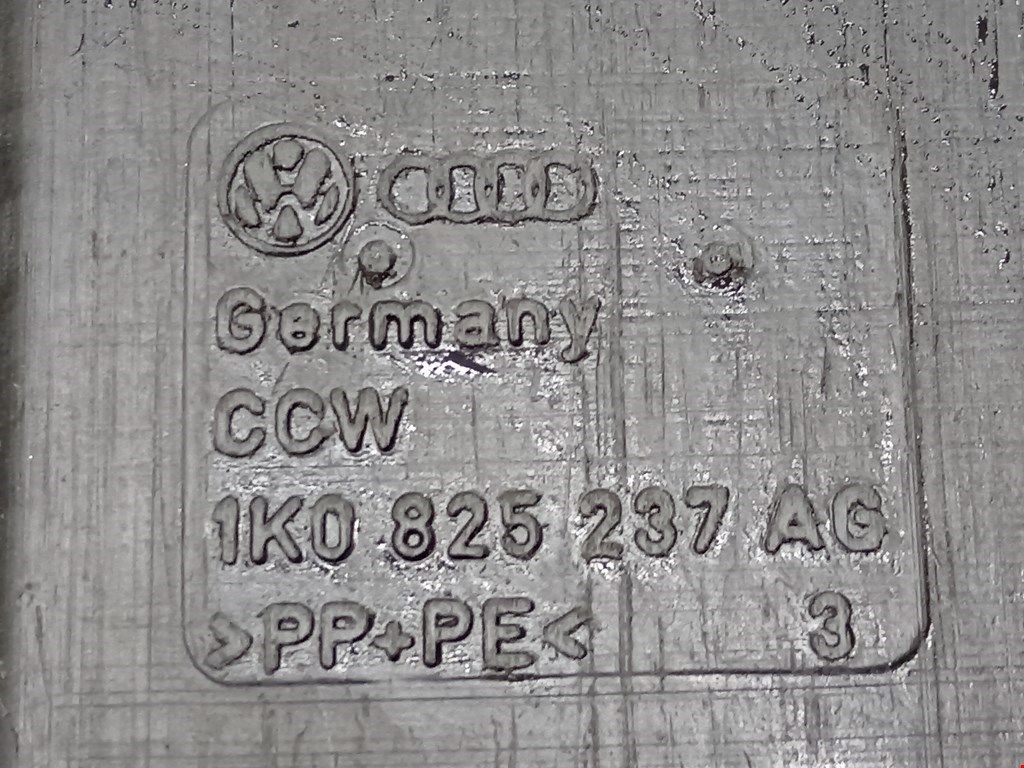 Germany
CCW
1K0 825 237 AG
>PP+PE< 3